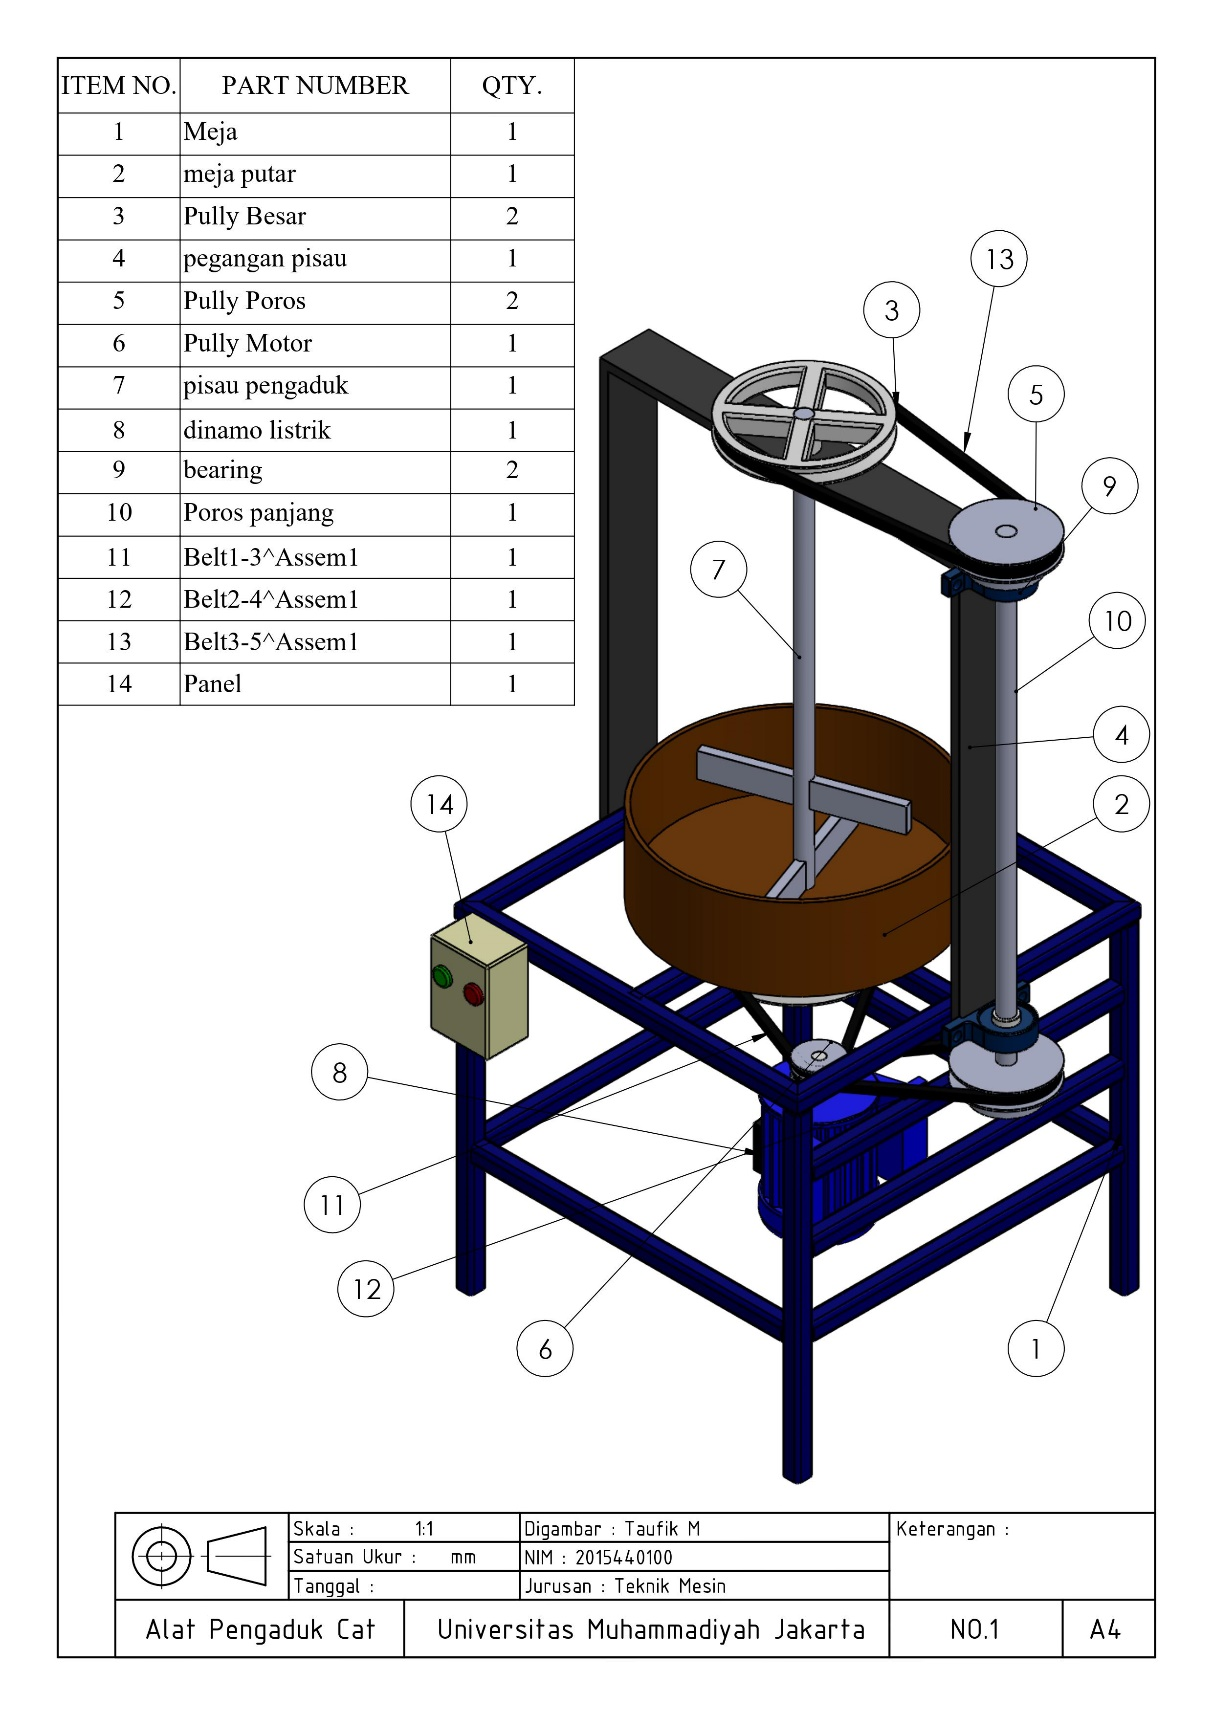 ITEM NO. PART NUMBER QTY.
1 Meja 1
2 meja putar 1
3 Pully Besar 2
4 pegangan pisau 1
5 Pully Poros 2
6 Pully Motor 1
7 pisau pengaduk 1
8 dinamo listrik 1
9 bearing 2
10 Poros panjang 1
11 Belt1-3^Assem1 1
12 Belt2-4^Assem1 1
13 Belt3-5^Assem1 1
14 Panel 1
13
3
5
9
7
10
4
2
14
8
11
12
6
1
Skala : 1:1
Satuan Ukur : mm
Tanggal :
Digambar : Taufik M
NIM : 2015440100
Jurusan : Teknik Mesin
Keterangan :
Alat Pengaduk Cat
Universitas Muhammadiyah Jakarta
NO.1
A4